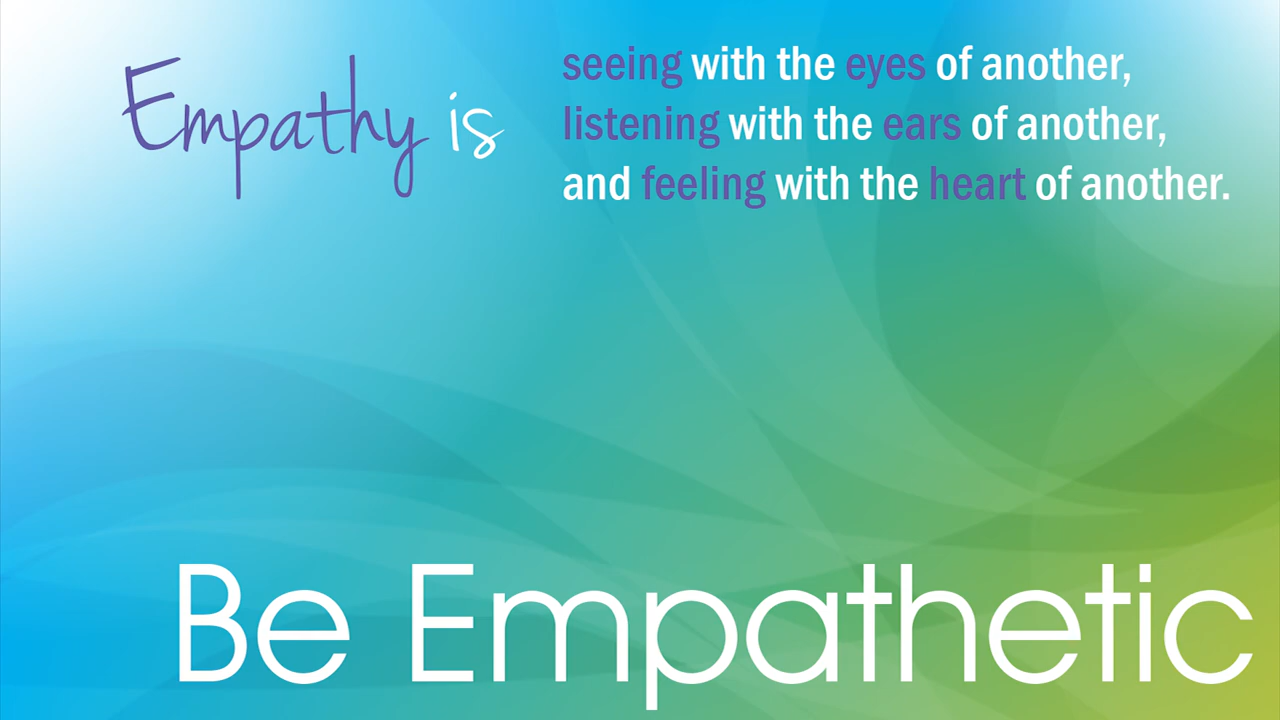 Empathy is
seeing with the eyes of another,
listening with the ears of another,
and feeling with the heart of another.
Be Empathetic